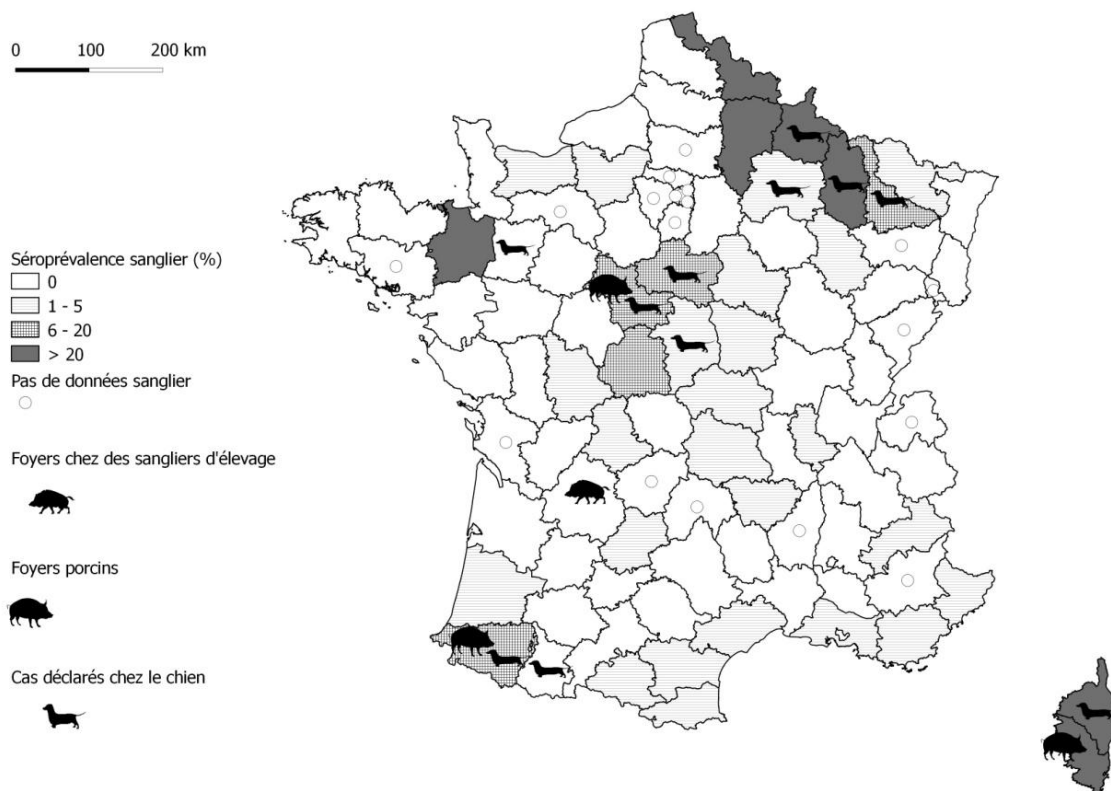 0 100 200 km
Séroprévalence sanglier (%)
0
1 - 5
6 - 20
> 20
Pas de données sanglier
Foyers chez des sangliers d'élevage
Foyers porcins
Cas déclarés chez le chien